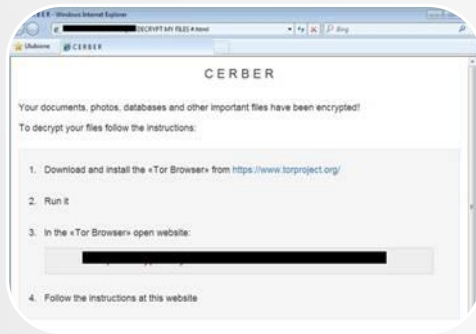 CERBER - Windows Internet Explorer
DECRYPT MY FILES #.html
Bing
CERBER
CERBER
Your documents, photos, databases and other important files have been encrypted!
To decrypt your files follow the instructions:
1. Download and install the «Tor Browser» from https://www.torproject.org/
2. Run it
3. In the «Tor Browser» open website:
4. Follow the instructions at this website